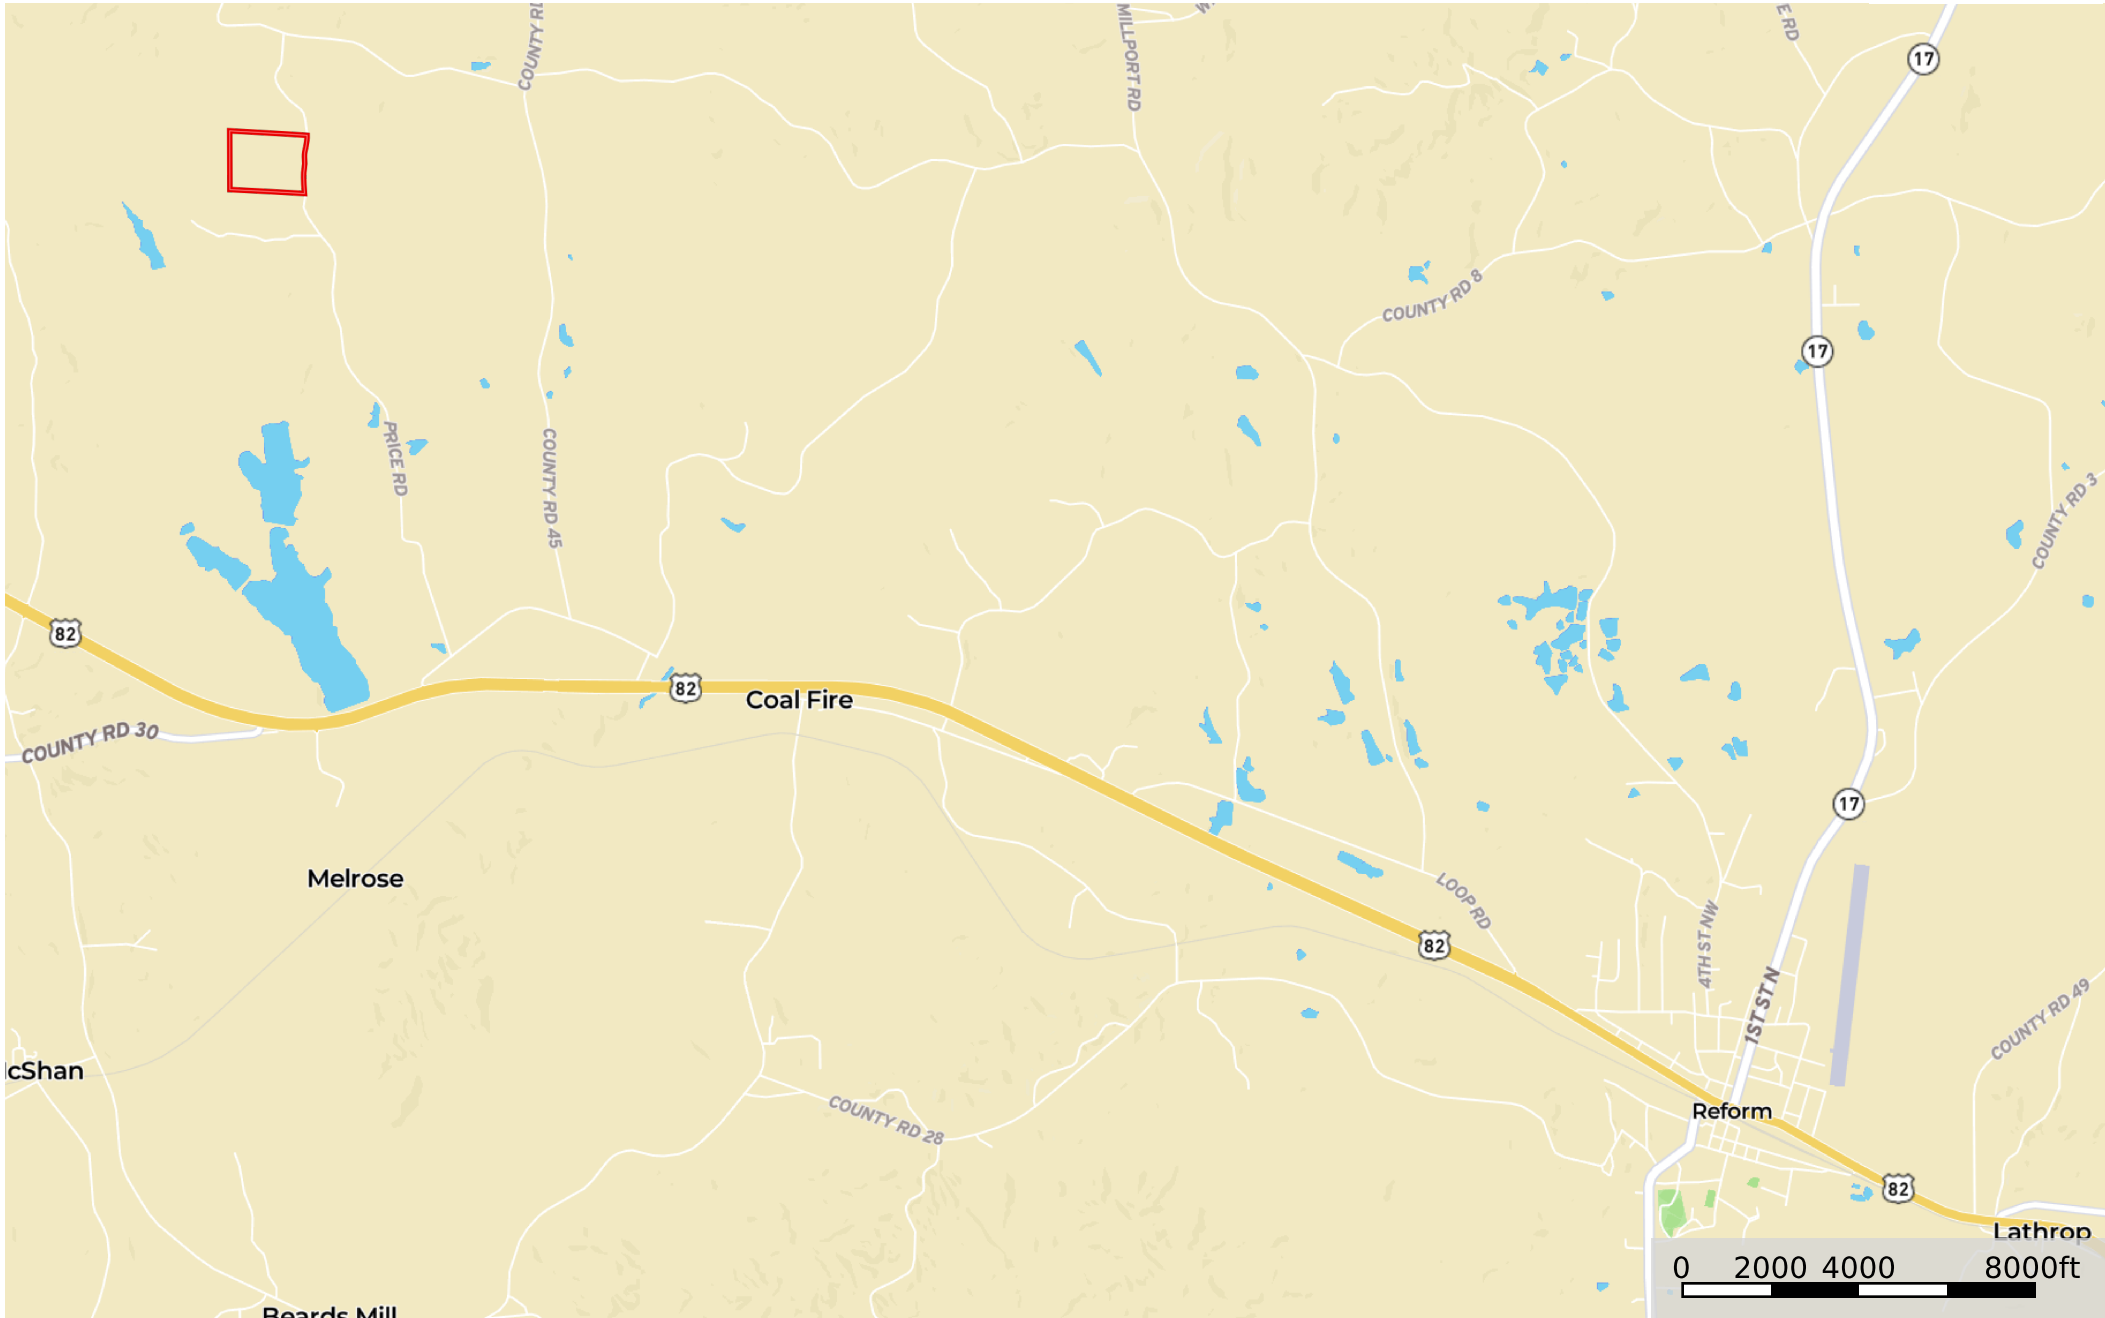 COUNTY RD
MILLPORT RD
E RD
17
COUNTY RD 8
17
PRICE RD
COUNTY RD 45
COUNTY RD 3
82
82
Coal Fire
COUNTY RD 30
17
Melrose
LOOP RD
82
4TH ST NW
1ST ST N
COUNTY RD 49
cShan
COUNTY RD 28
Reform
82
Lathrop
0 2000 4000 8000ft
Beards Mill